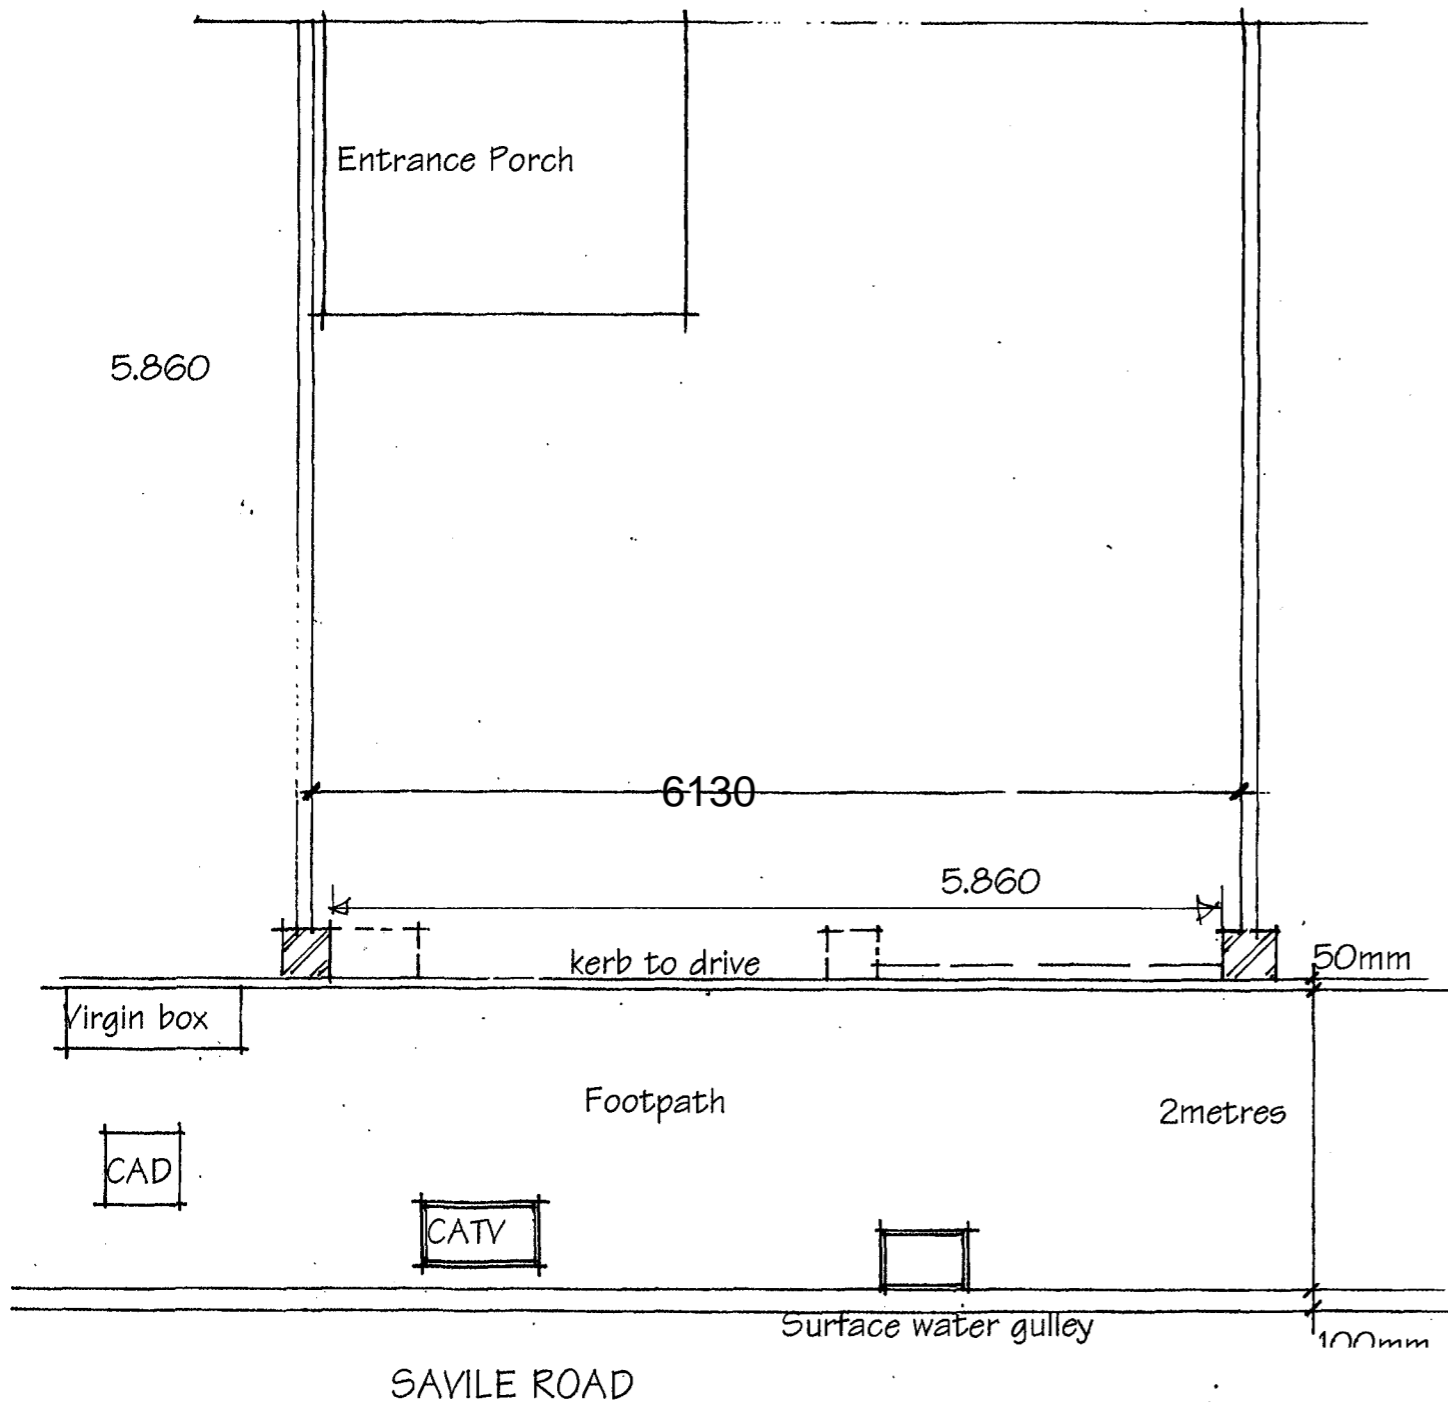 Entrance Porch
5.860
6130
5.860
kerb to drive
50mm
Virgin box
Footpath
2metres
CAD
CATV
Surface water gulley
100mm
SAVILE ROAD